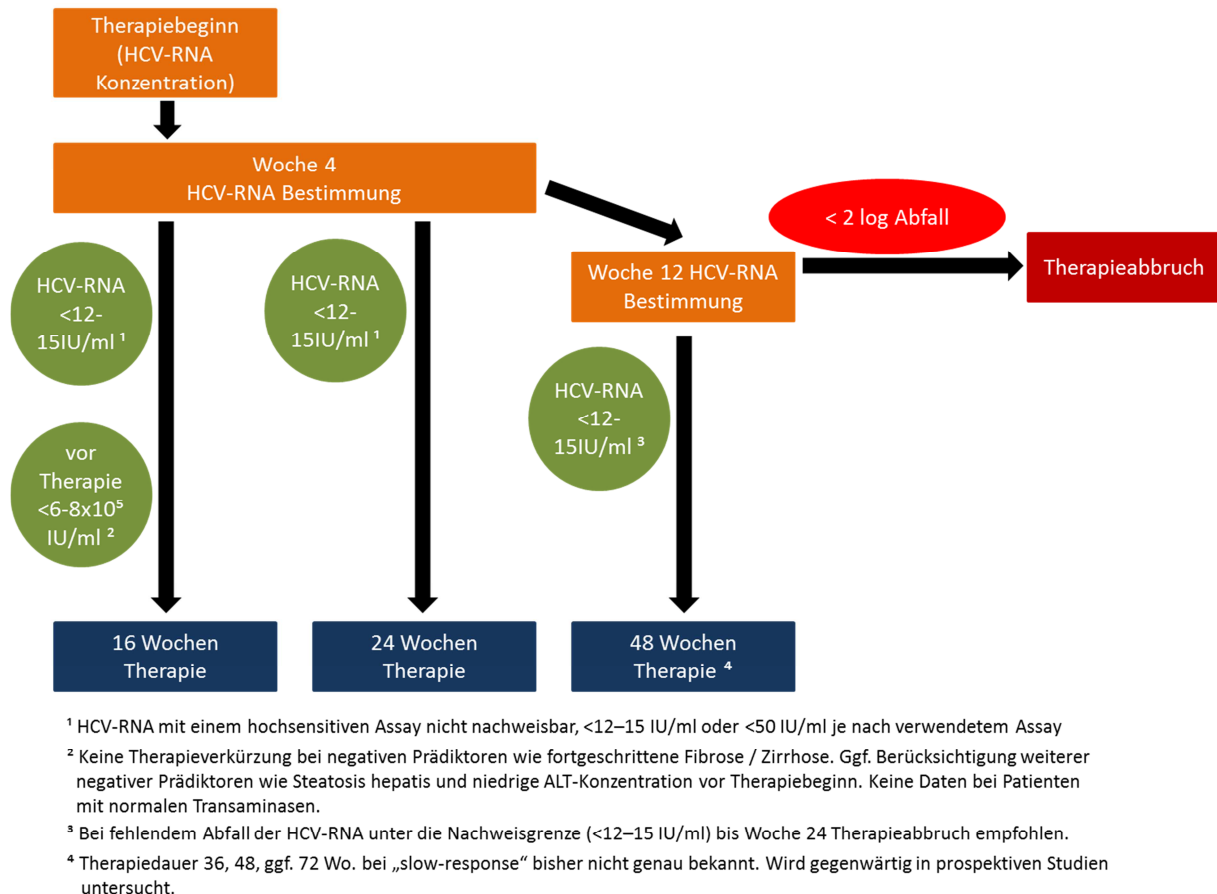 Therapiebeginn
(HCV-RNA
Konzentration)
Woche 4
HCV-RNA Bestimmung
< 2 log Abfall
HCV-RNA
<12-
15IU/ml ¹
HCV-RNA
<12-
15IU/ml ¹
Woche 12 HCV-RNA
Bestimmung
Therapieabbruch
HCV-RNA
<12-
15IU/ml ³
vor
Therapie
<6-8x10⁵
IU/ml ²
16 Wochen
Therapie
24 Wochen
Therapie
48 Wochen
Therapie ⁴
¹ HCV-RNA mit einem hochsensitiven Assay nicht nachweisbar, <12–15 IU/ml oder <50 IU/ml je nach verwendetem Assay
² Keine Therapieverkürzung bei negativen Prädiktoren wie fortgeschrittene Fibrose / Zirrhose. Ggf. Berücksichtigung weiterer
negativer Prädiktoren wie Steatosis hepatis und niedrige ALT-Konzentration vor Therapiebeginn. Keine Daten bei Patienten
mit normalen Transaminasen.
³ Bei fehlendem Abfall der HCV-RNA unter die Nachweisgrenze (<12–15 IU/ml) bis Woche 24 Therapieabbruch empfohlen.
⁴ Therapiedauer 36, 48, ggf. 72 Wo. bei „slow-response“ bisher nicht genau bekannt. Wird gegenwärtig in prospektiven Studien
untersucht.